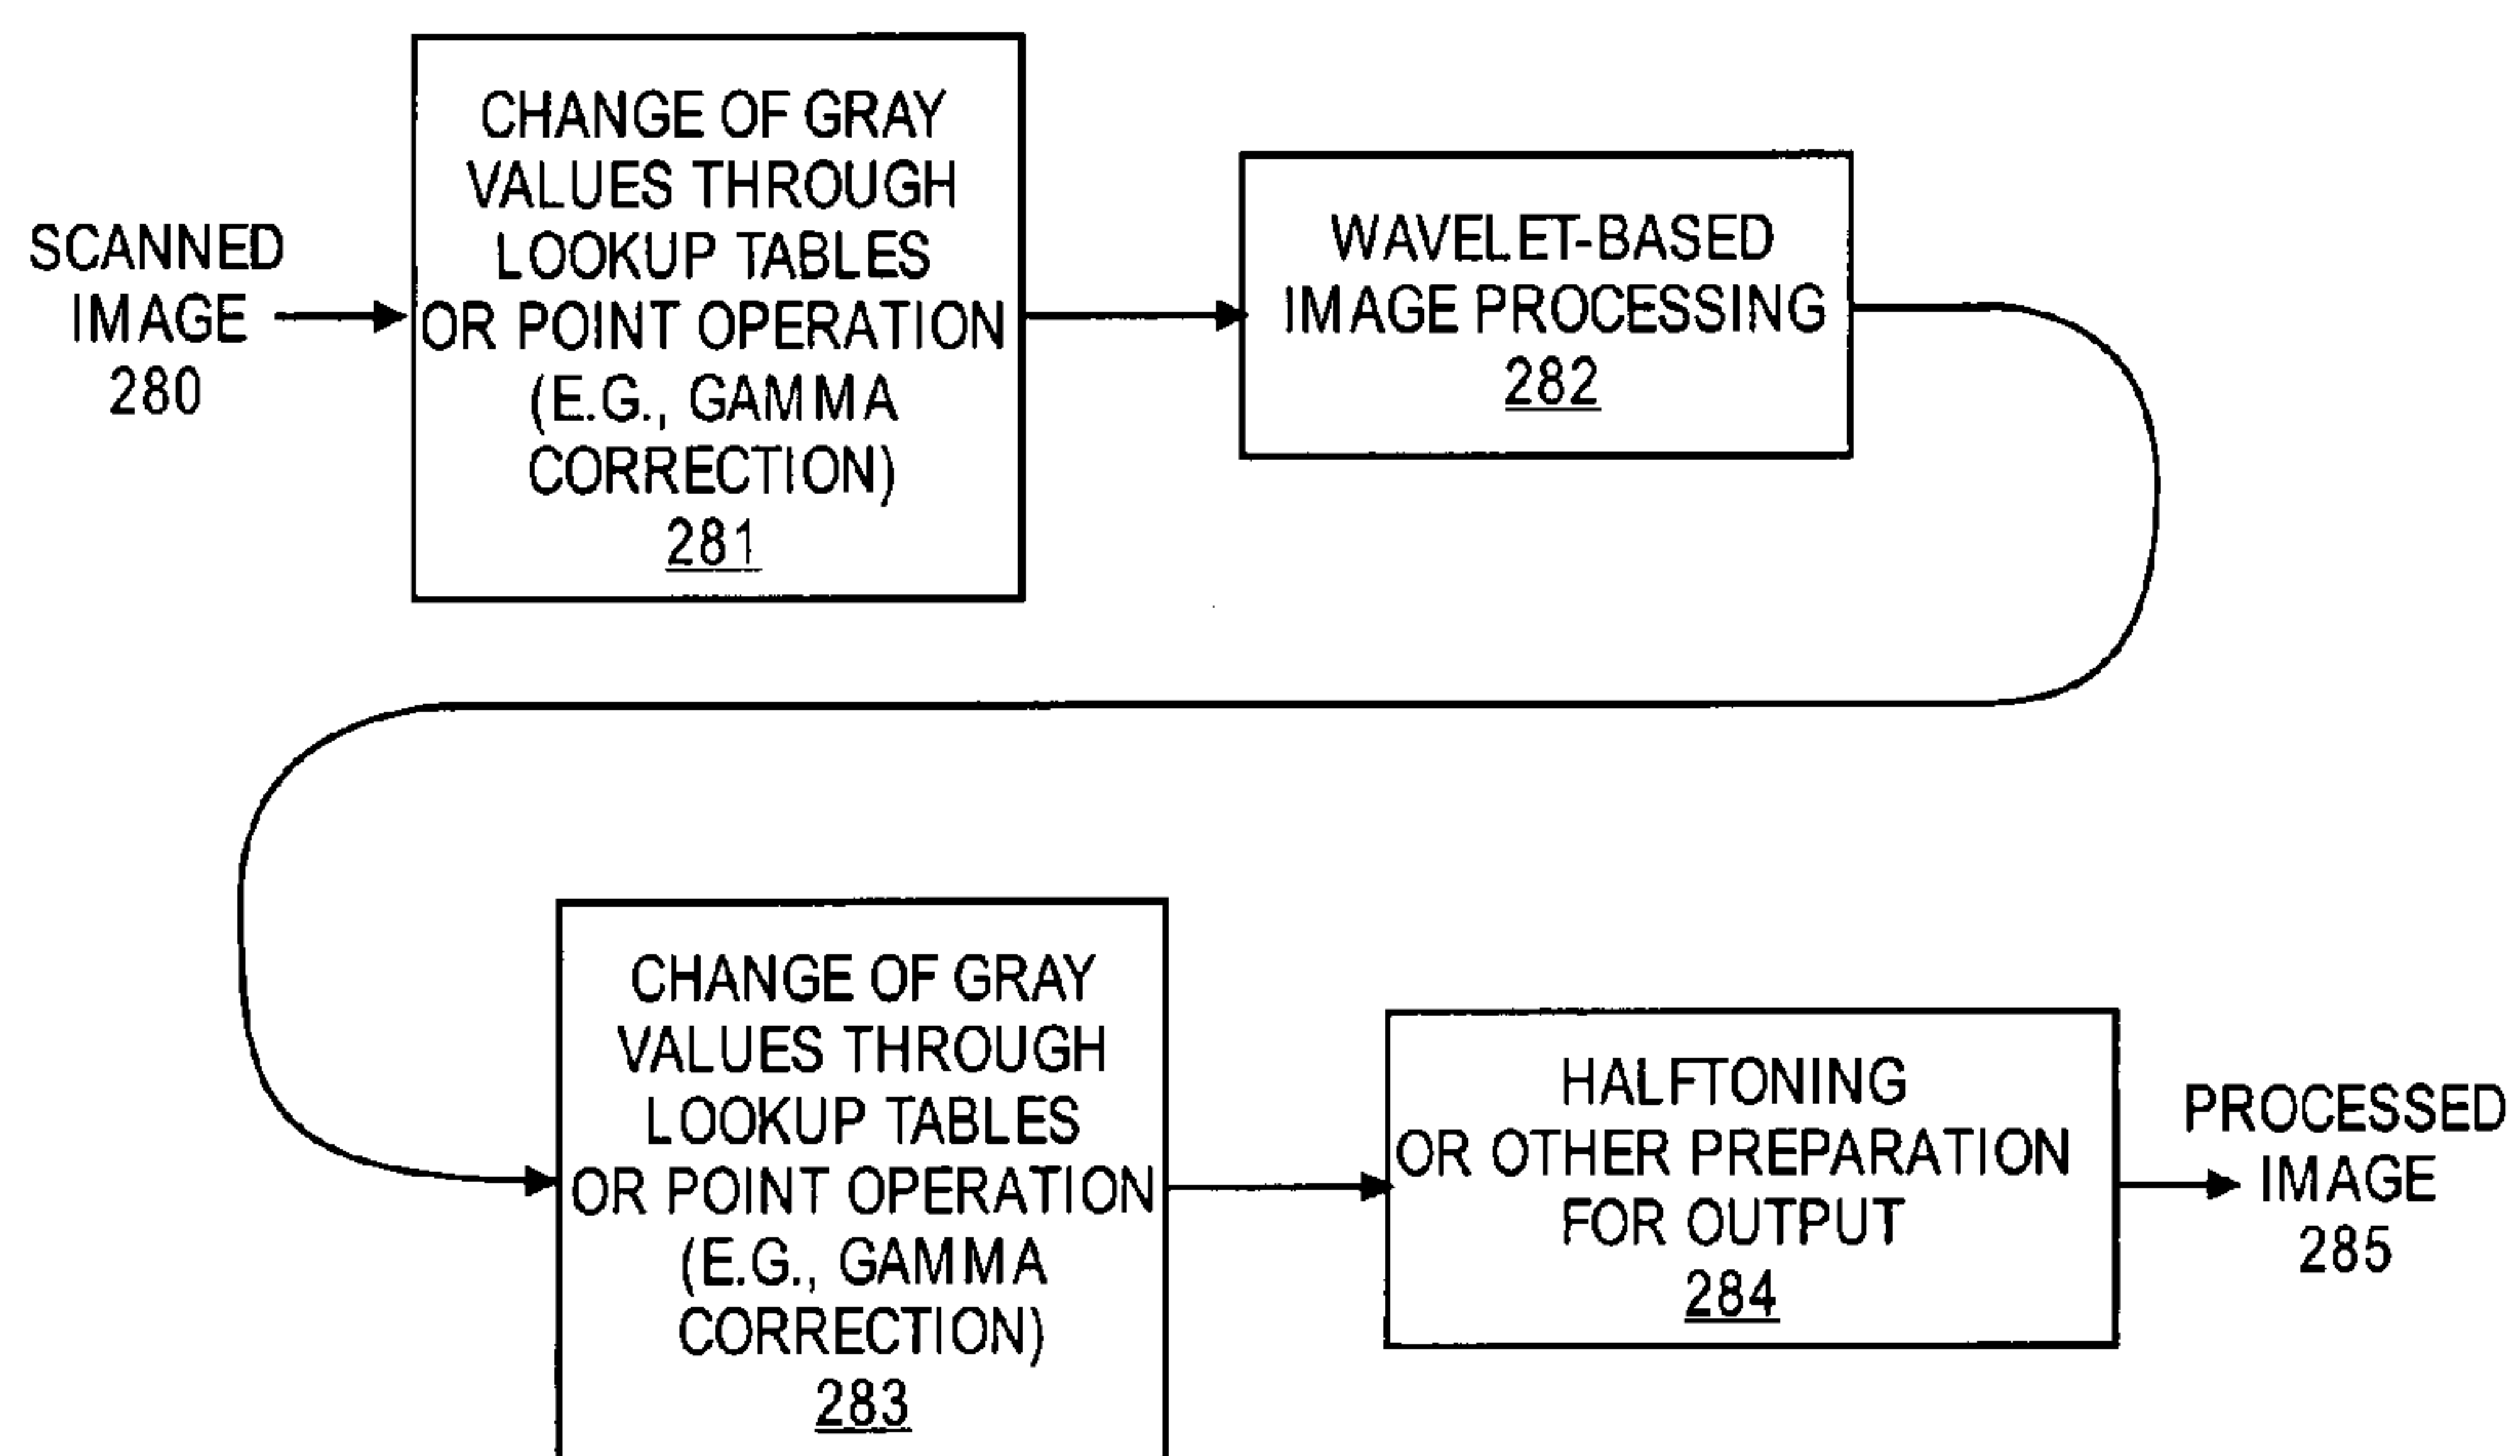 SCANNED
IMAGE
280
CHANGE OF GRAY
VALUES THROUGH
LOOKUP TABLES
OR POINT OPERATION
(E.G., GAMMA
CORRECTION)
281
WAVELET-BASED
IMAGE PROCESSING
282
CHANGE OF GRAY
VALUES THROUGH
LOOKUP TABLES
OR POINT OPERATION
(E.G., GAMMA
CORRECTION)
283
HALFTONING
OR OTHER PREPARATION
FOR OUTPUT
284
PROCESSED
IMAGE
285